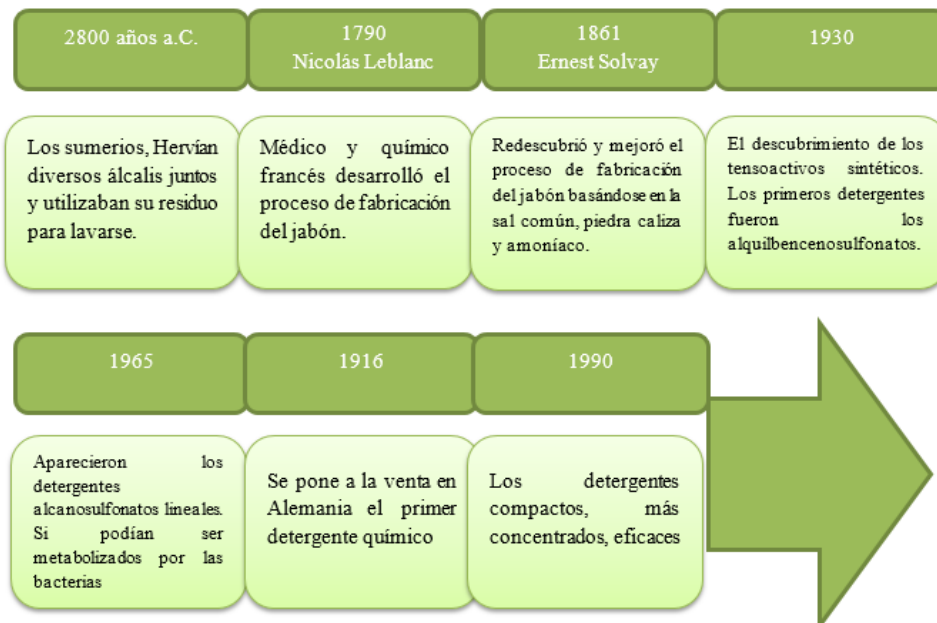 2800 años a.C.
1790
Nicolás Leblanc
1861
Ernest Solvay
1930
Los sumerios, Hervían
diversos álcalis juntos
y utilizaban su residuo
para lavarse.
Médico y químico
francés desarrolló el
proceso de fabricación
del jabón.
Redescubrió y mejoró el
proceso de fabricación
del jabón basándose en la
sal común, piedra caliza
y amoníaco.
El descubrimiento de los
tensoactivos sintéticos.
Los primeros detergentes
fueron los
alquilbencenosulfonatos.
1965
1916
1990
Aparecieron los
detergentes
alcanosulfonatos lineales.
Si podían ser
metabolizados por las
bacterias
Se pone a la venta en
Alemania el primer
detergente químico
Los detergentes
compactos, más
concentrados, eficaces